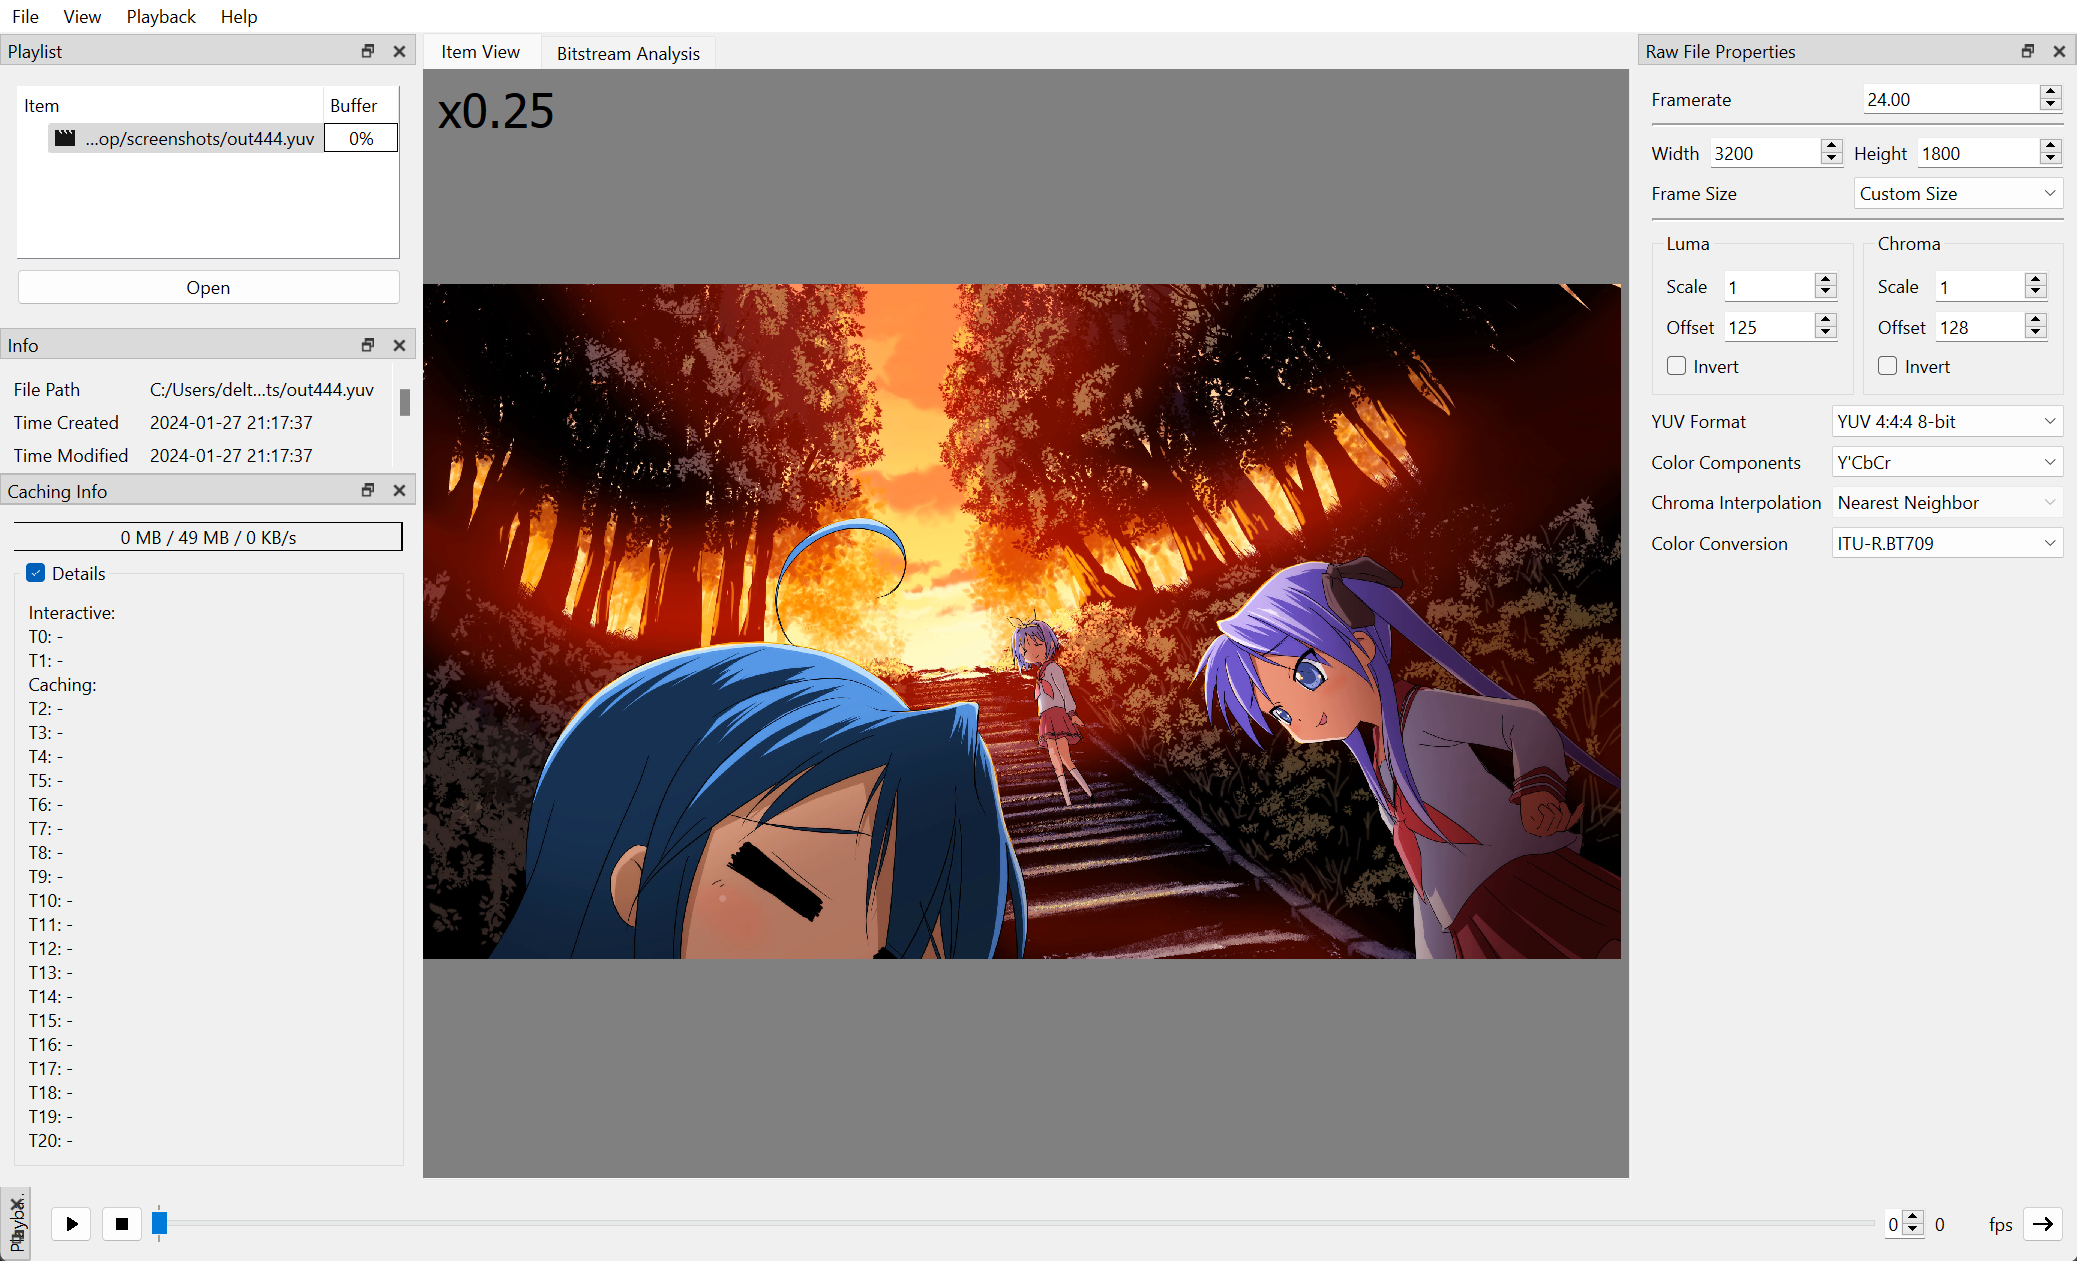 File View Playback Help
Playlist
Item Buffer
...op/screenshots/out444.yuv 0%
Open
Info
File Path C:/Users/delt...ts/out444.yuv
Time Created 2024-01-27 21:17:37
Time Modified 2024-01-27 21:17:37
Caching Info
0 MB / 49 MB / 0 KB/s
Details
Interactive:
T0: -
T1: -
Caching:
T2: -
T3: -
T4: -
T5: -
T6: -
T7: -
T8: -
T9: -
T10: -
T11: -
T12: -
T13: -
T14: -
T15: -
T16: -
T17: -
T18: -
T19: -
T20: -
Item View Bitstream Analysis
x0.25
Raw File Properties
Framerate 24.00
Width 3200 Height 1800
Frame Size Custom Size
Luma
Scale 1
Offset 125
Invert
Chroma
Scale 1
Offset 128
Invert
YUV Format YUV 4:4:4 8-bit
Color Components Y'CbCr
Chroma Interpolation Nearest Neighbor
Color Conversion ITU-R.BT709
0 0 fps